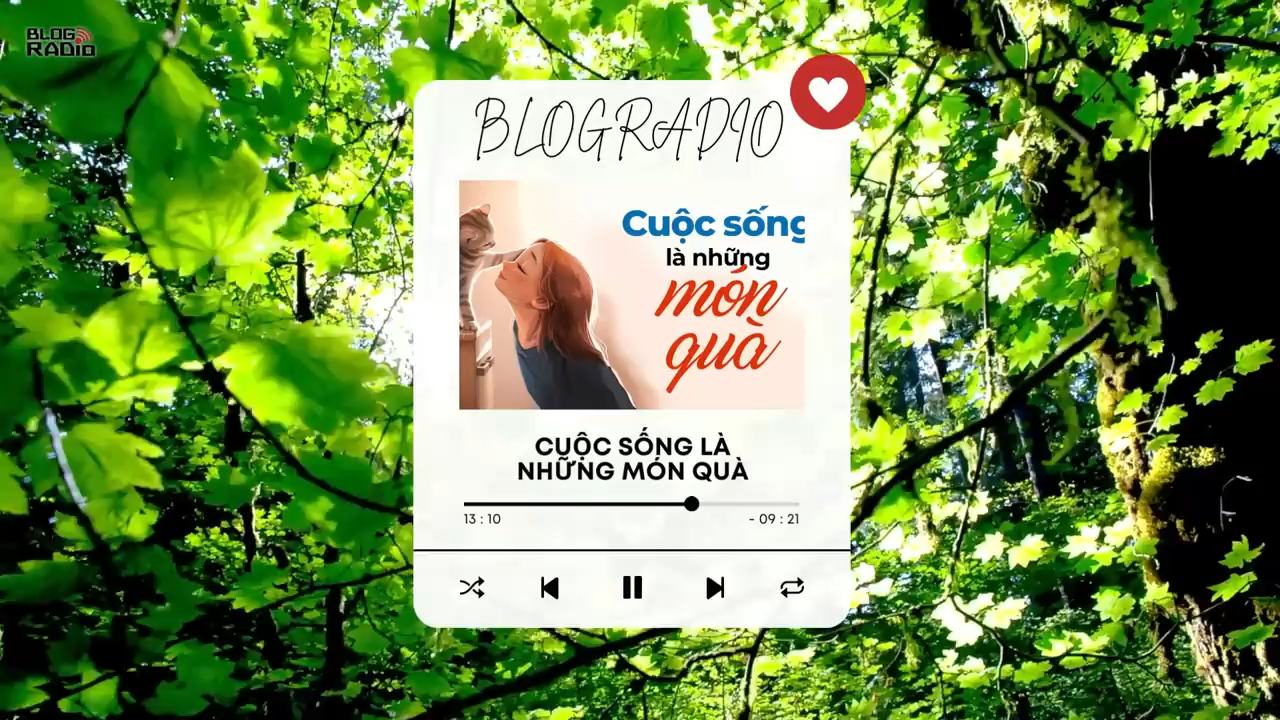 BLOG
RADIO
BLOGRADIO
Cuộc sống
là những
món
quà
CUỘC SỐNG LÀ
NHỮNG MÓN QUÀ
13 : 10
- 09 : 21